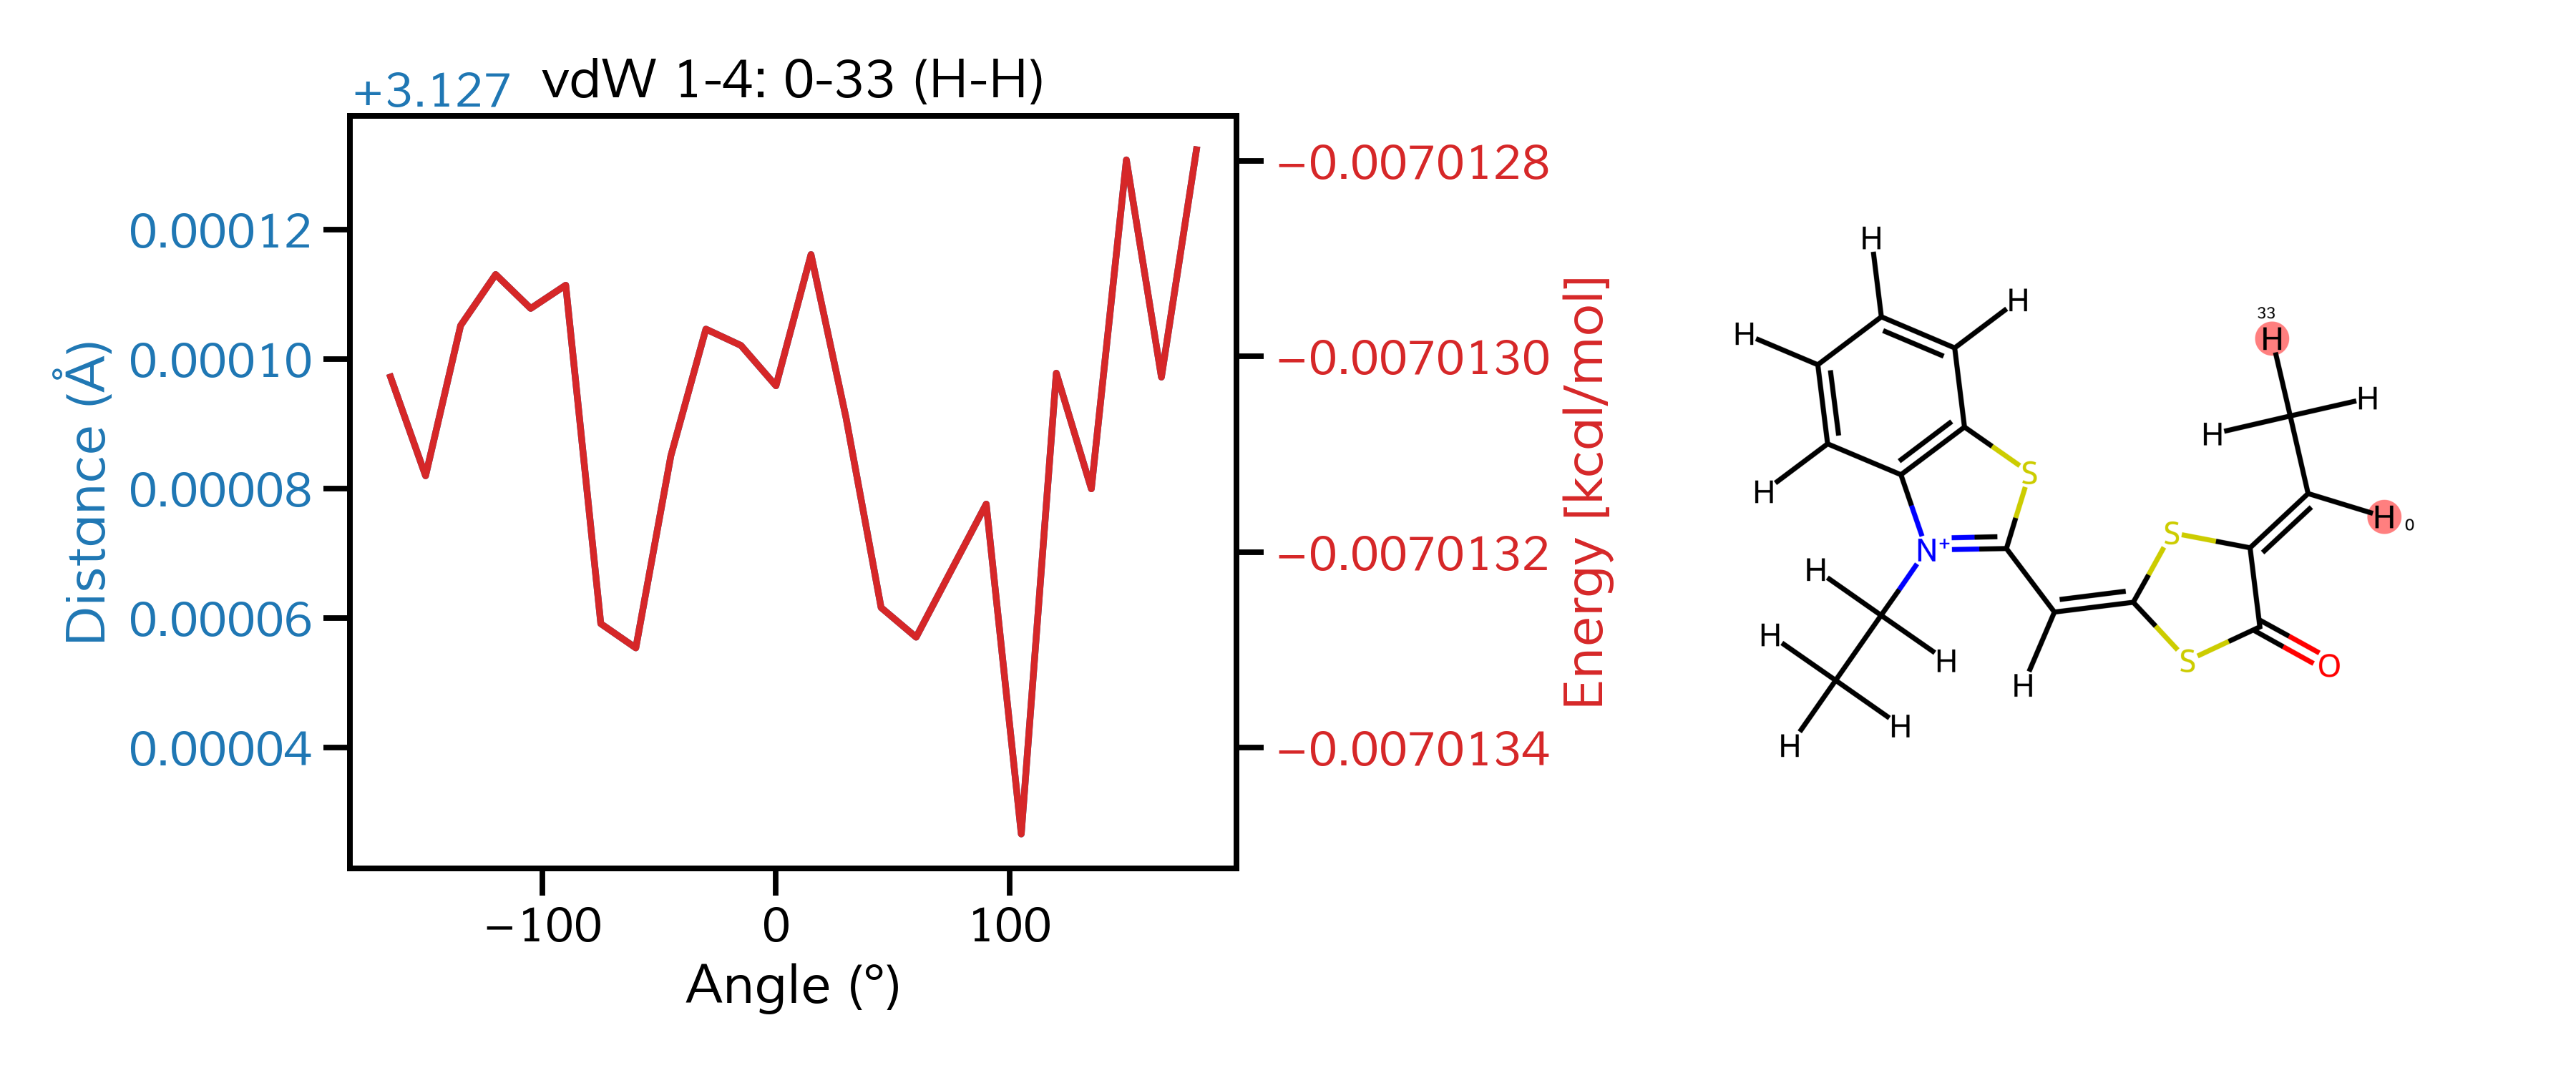 +3.127
vdW 1-4: 0-33 (H-H)
0.00012
0.00010
0.00008
0.00006
0.00004
Distance (Å)
−0.0070128
−0.0070130
−0.0070132
−0.0070134
Energy [kcal/mol]
−100
0
100
Angle (°)
H
H
H
33
H
H
H
H
S
S
H 0
H
N+
H
S
O
H
H
H
H
H